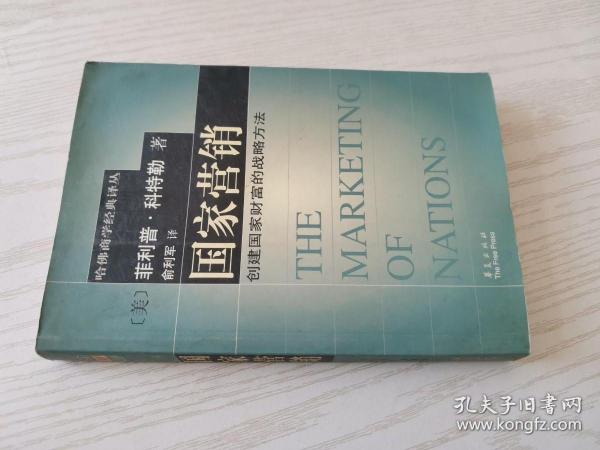 哈佛商学经典译丛
〔美〕菲利普·科特勒 著
俞利军 译
国家营销
创建国家财富的战略方法
THE
MARKETING
OF
NATIONS
华夏出版社
The Free Press
国家营销
孔夫子旧书网
www.kongfz.com